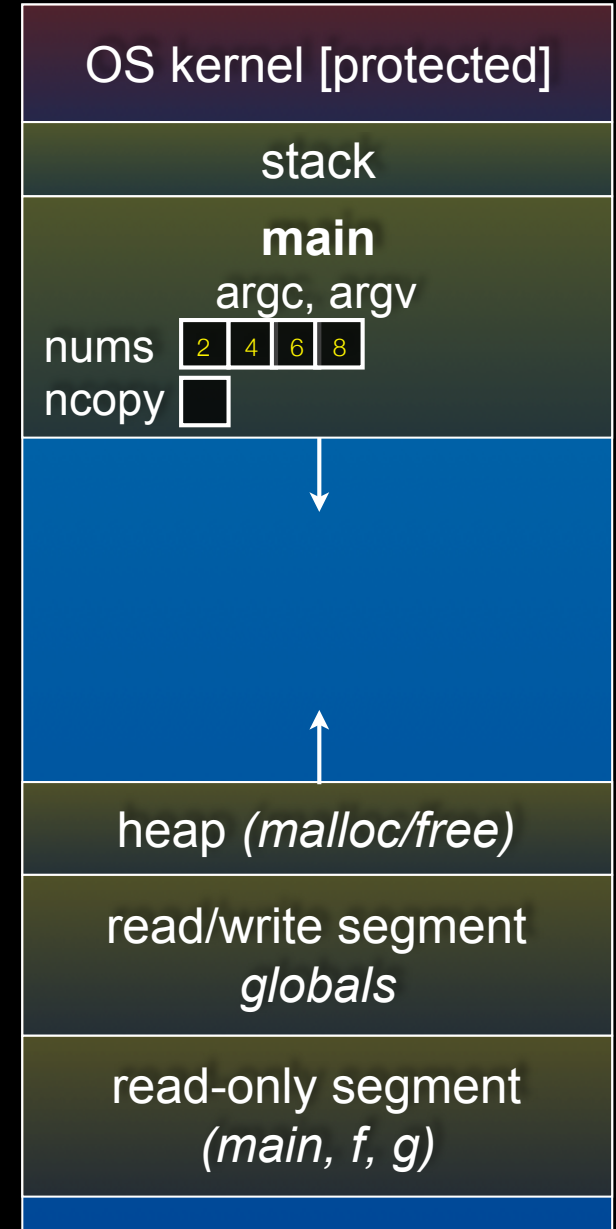 OS kernel [protected]
stack
main
argc, argv
nums 2 4 6 8
ncopy
heap (malloc/free)
read/write segment
globals
read-only segment
(main, f, g)